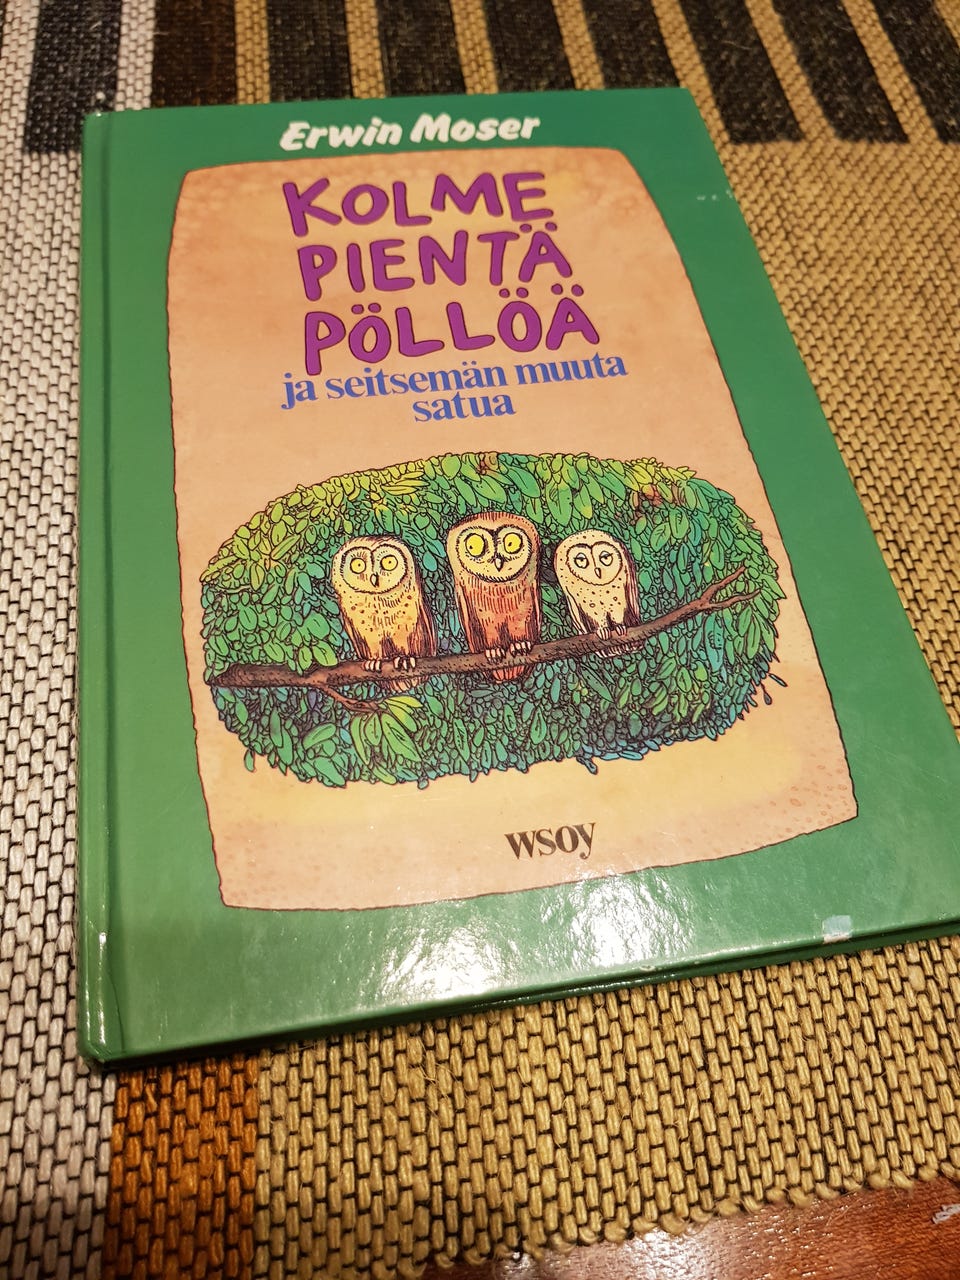 Erwin Moser
KOLME
PIENTÄ
PÖLLÖÄ
ja seitsemän muuta
satua
wsoy